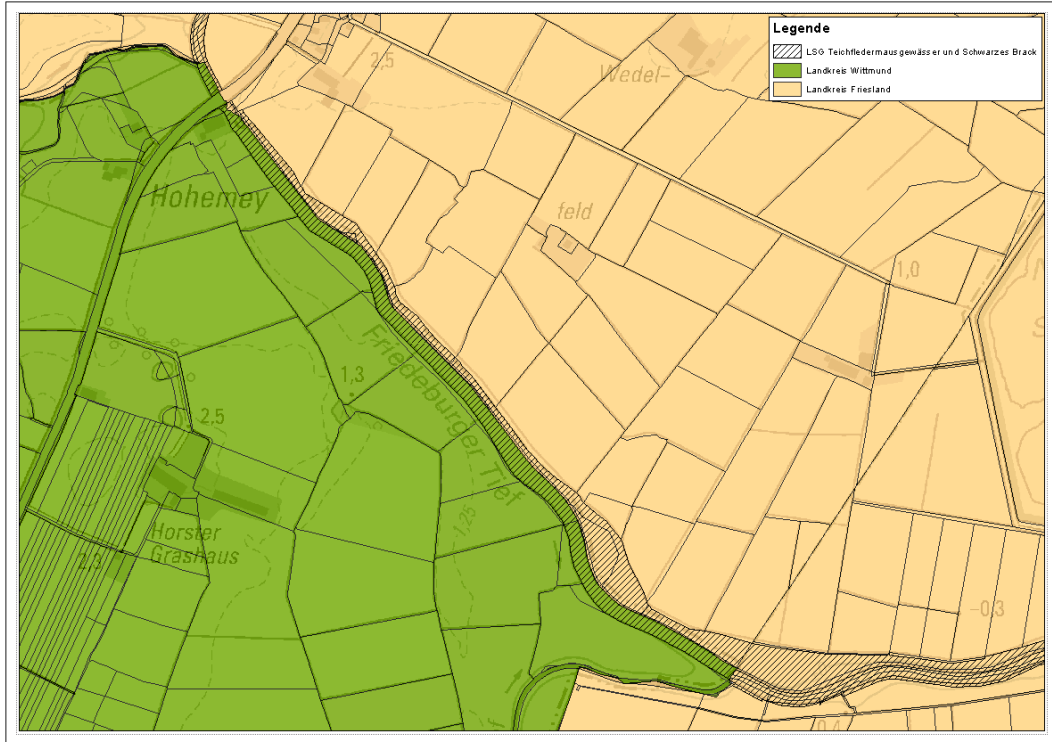 Legende
LSG Teichfledermausgewässer und Schwarzes Brack
Landkreis Wittmund
Landkreis Friesland
2,5
Wedel-
Hohemey
feld
1,0
1,3
Friedeburger Tief
2,5
1,25
Horster
Grashaus
2,3
-0,3